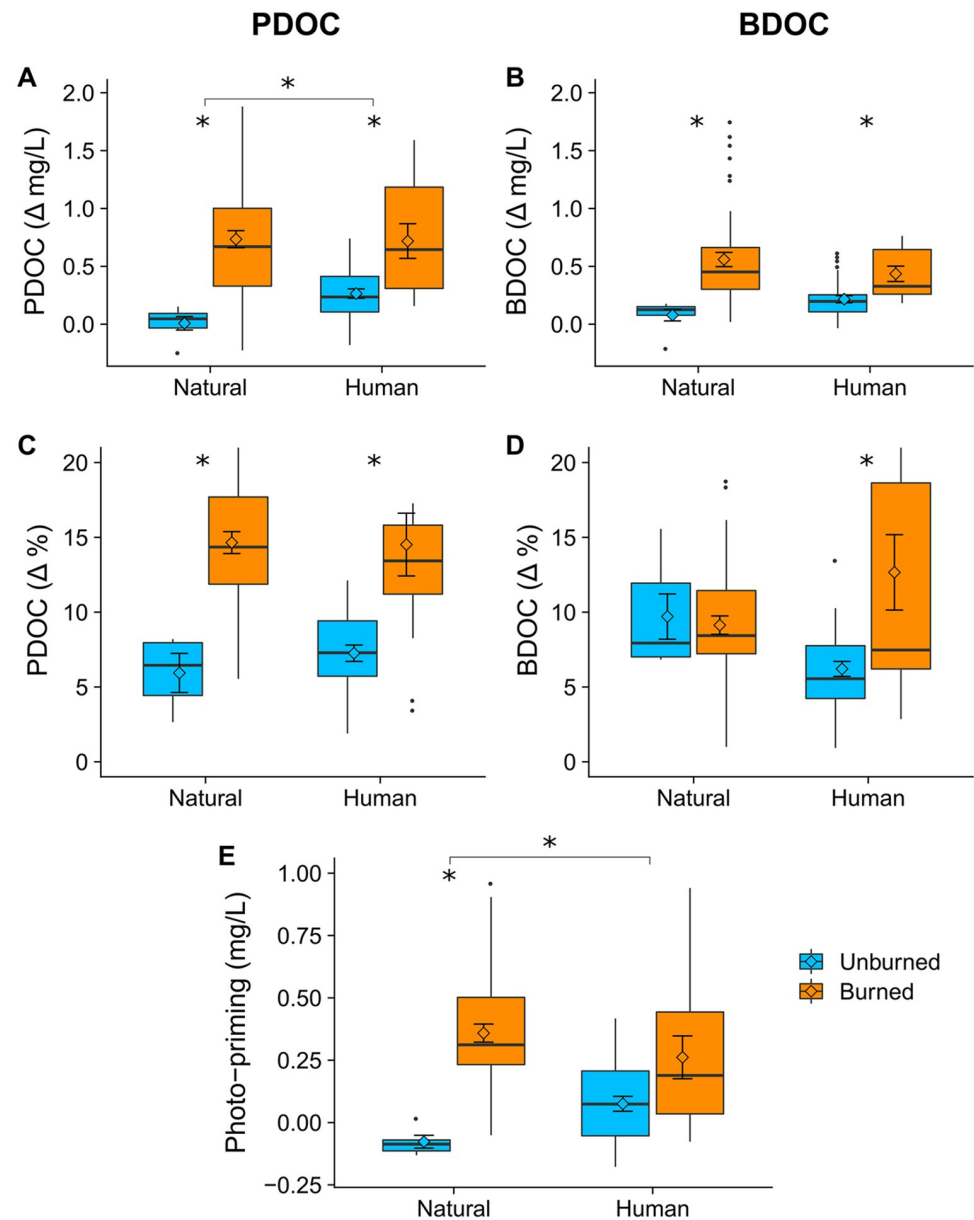 PDOC
BDOC
A
*
PDOC (Δ mg/L)
2.0
1.5
1.0
0.5
0.0
*
*
Natural
Human
B
BDOC (Δ mg/L)
2.0
1.5
1.0
0.5
0.0
*
*
Natural
Human
C
PDOC (Δ %)
20
15
10
5
0
*
*
Natural
Human
D
BDOC (Δ %)
20
15
10
5
0
*
Natural
Human
E
*
Photo−priming (mg/L)
1.00
0.75
0.50
0.25
0.00
−0.25
*
Natural
Human
Unburned
Burned